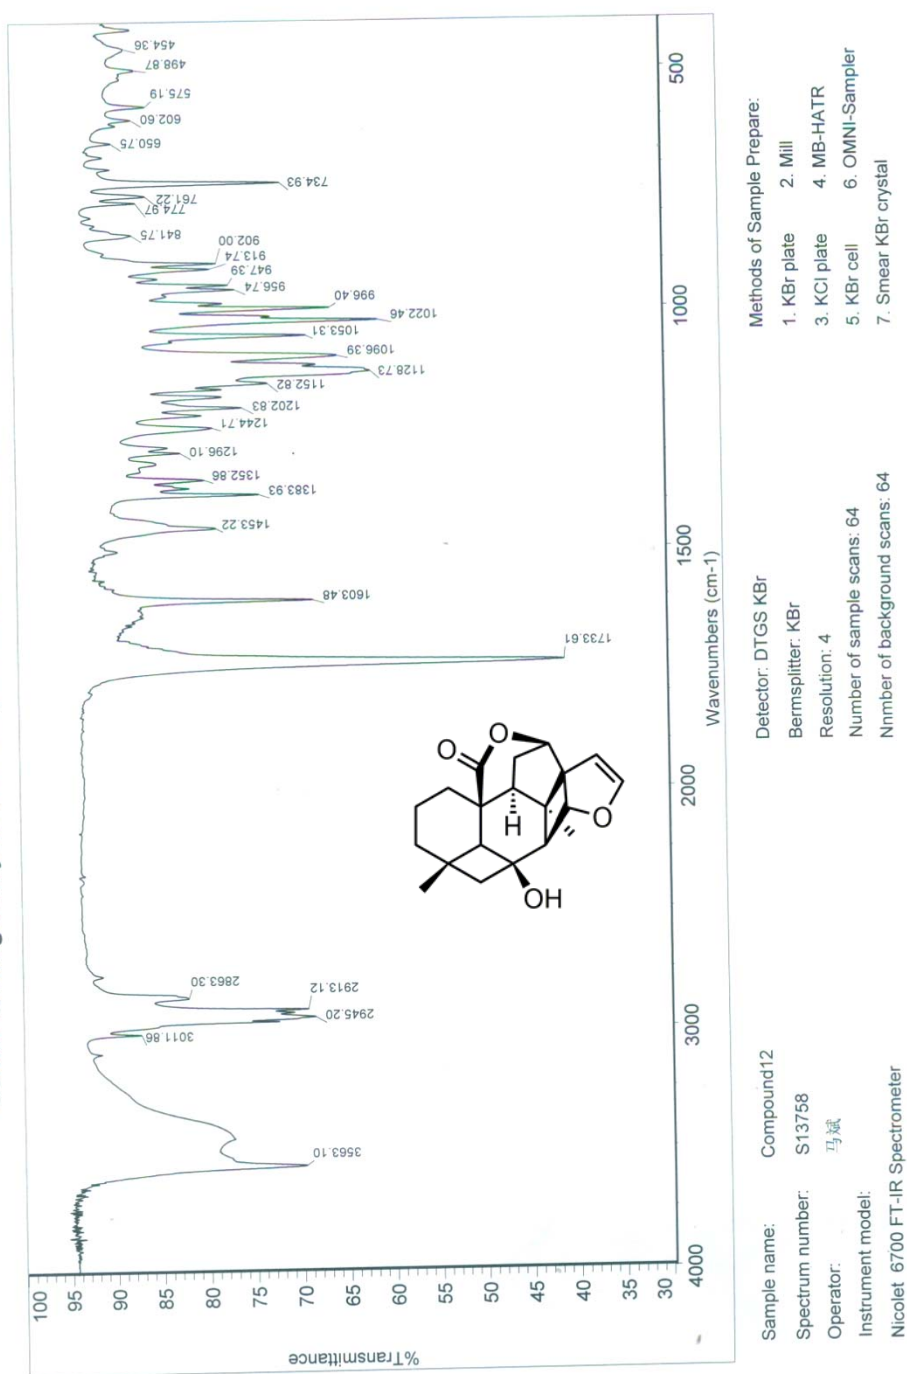 %Transmittance
100
95
90
85
80
75
70
65
60
55
50
45
40
35
30
4000
3000
2000
1500
1000
500
Wavenumbers (cm-1)
3563.10
3011.86
2945.20
2913.12
2863.30
1733.61
1603.48
1453.22
1383.93
1352.86
1296.10
1244.71
1202.83
1152.82
1128.73
1096.39
1053.31
1022.46
996.40
956.74
947.39
913.74
902.00
841.75
774.97
761.22
734.93
650.75
602.60
575.19
498.87
454.36
O
O
H
O
OH
Sample name: Compound12
Spectrum number: S13758
Operator: 马斌
Instrument model:
Nicolet 6700 FT-IR Spectrometer
Detector: DTGS KBr
Bermsplitter: KBr
Resolution: 4
Number of sample scans: 64
Nnmber of background scans: 64
Methods of Sample Prepare:
1. KBr plate 2. Mill
3. KCl plate 4. MB-HATR
5. KBr cell 6. OMNI-Sampler
7. Smear KBr crystal